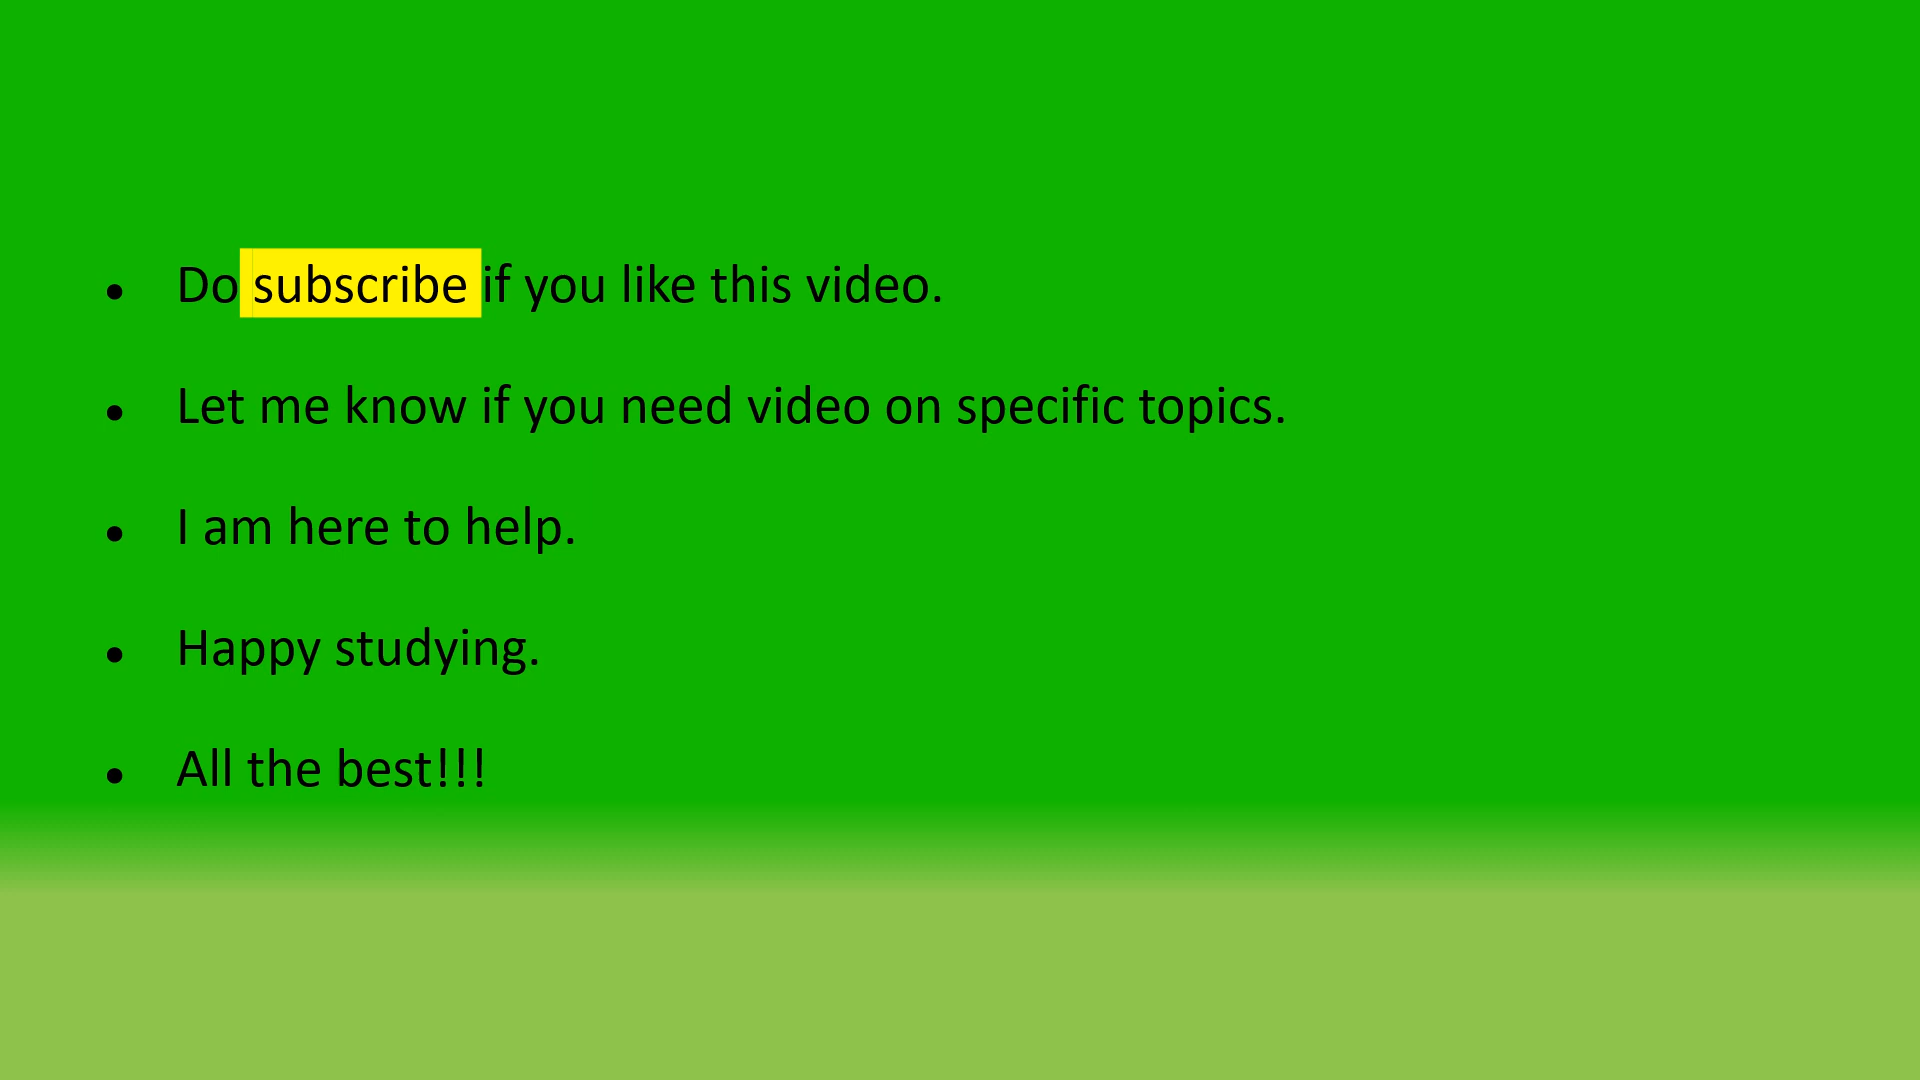 • Do subscribe if you like this video.
• Let me know if you need video on specific topics.
• I am here to help.
• Happy studying.
• All the best!!!